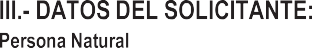 III.- DATOS DEL SOLICITANTE:
Persona Natural